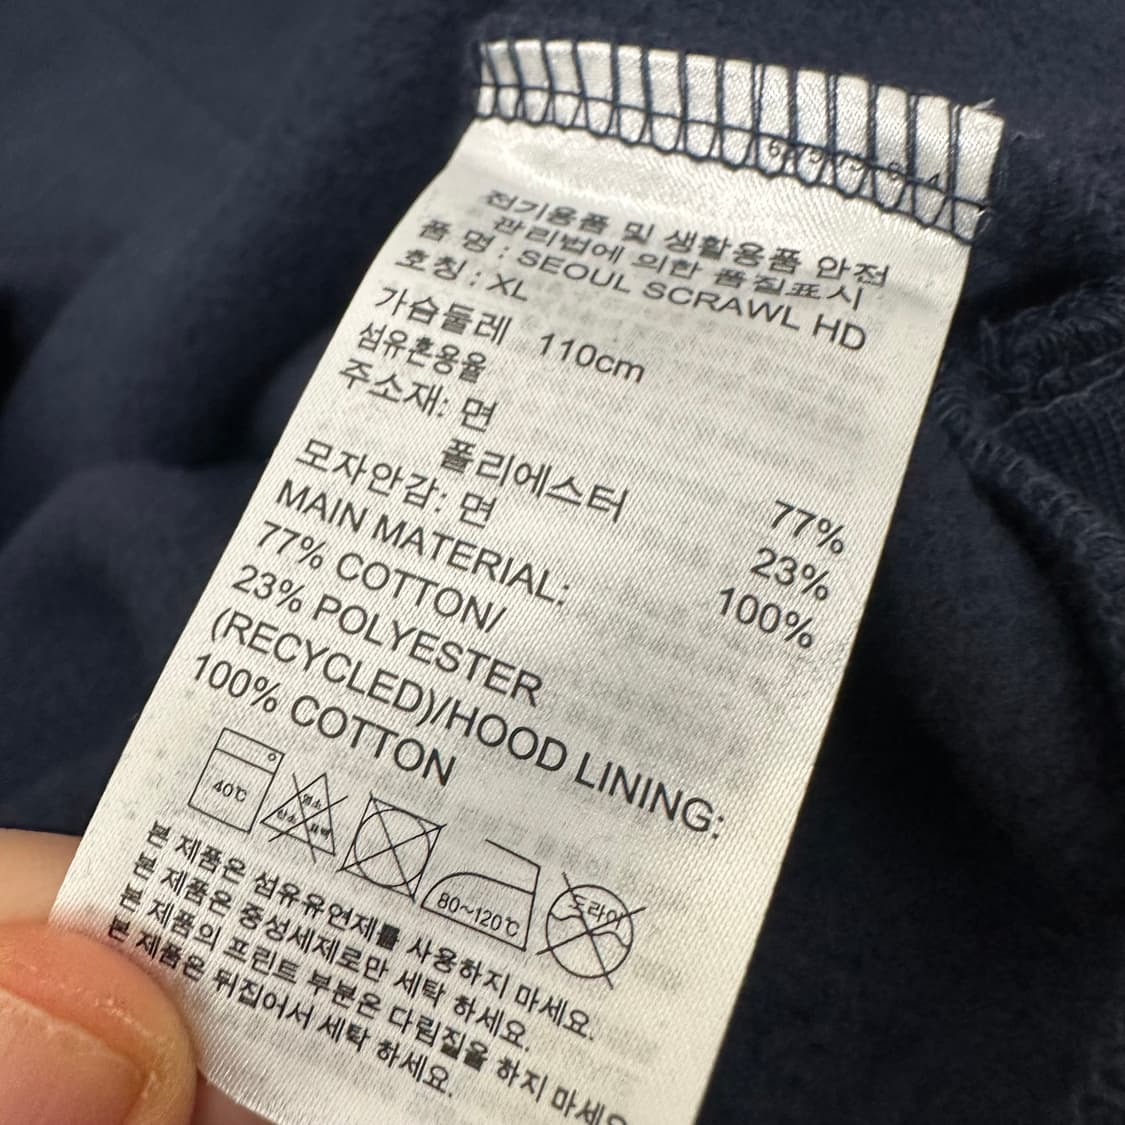 전기용품 및 생활용품 안전
관리법에 의한 품질표시
품 명 : SEOUL SCRAWL HD
호칭 : XL
가슴둘레 110cm
섬유혼용율
주소재: 면 77%
폴리에스터 23%
모자안감: 면 100%
MAIN MATERIAL:
77% COTTON/
23% POLYESTER
(RECYCLED)/HOOD LINING:
100% COTTON
40℃
염소
산소 표백
80~120℃
드라이
본 제품은 섬유유연제를 사용하지 마세요.
본 제품은 중성세제로만 세탁 하세요.
본 제품의 프린트 부분은 다림질을 하지 마세요
본 제품은 뒤집어서 세탁 하세요.